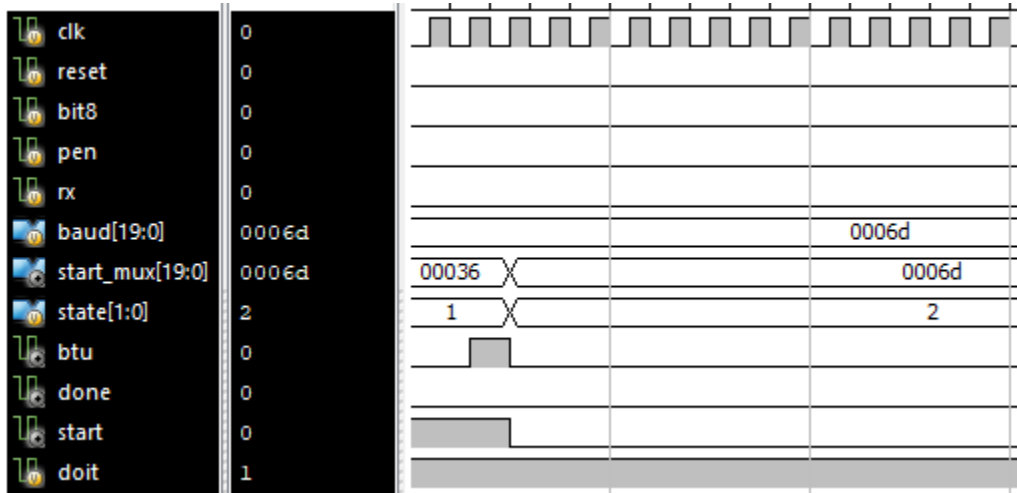 clk 0
reset 0
bit8 0
pen 0
rx 0
baud[19:0] 0006d 0006d
start_mux[19:0] 0006d 00036 0006d
state[1:0] 2 1 2
btu 0
done 0
start 0
doit 1